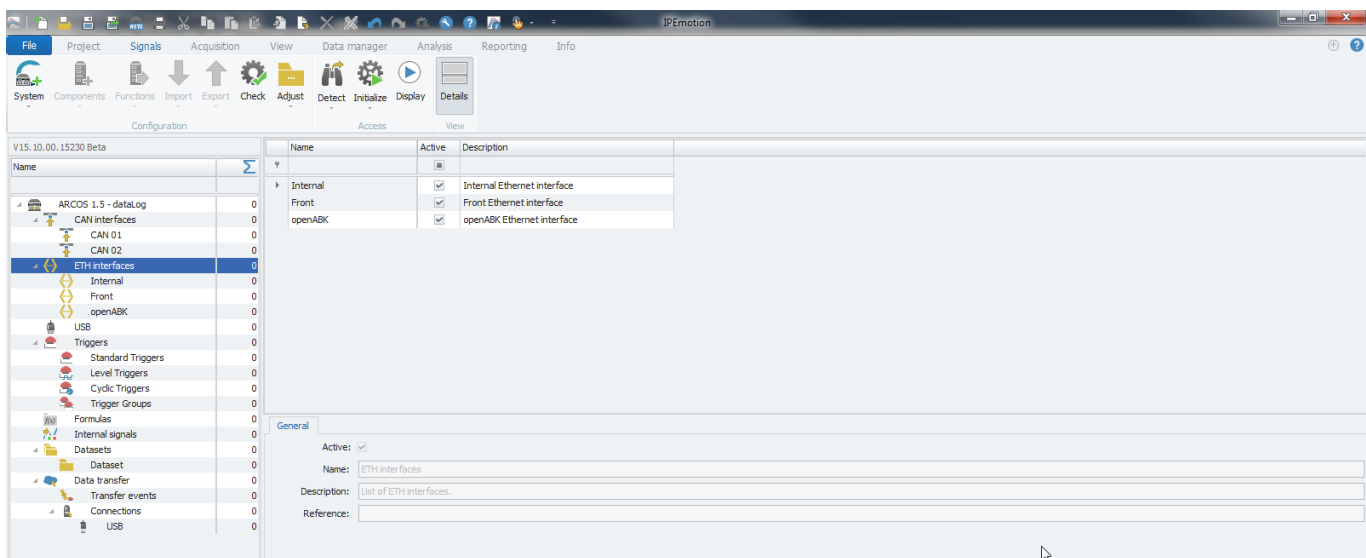 IPEmotion
File Project Signals Acquisition View Data manager Analysis Reporting Info
System Components Functions Import Export Check Adjust Detect Initialize Display Details
Configuration Access View
V15.10.00.15230 Beta
Name Active Description
Name
Internal Internal Ethernet interface
Front Front Ethernet interface
openABK openABK Ethernet interface
ARCOS 1.5 - dataLog 0
CAN interfaces 0
CAN 01 0
CAN 02 0
ETH interfaces 0
Internal 0
Front 0
openABK 0
USB 0
Triggers 0
Standard Triggers 0
Level Triggers 0
Cyclic Triggers 0
Trigger Groups 0
f(x) Formulas 0
Internal signals 0
Datasets 0
Dataset 0
Data transfer 0
Transfer events 0
Connections 0
USB 0
General
Active:
Name: ETH interfaces
Description: List of ETH interfaces.
Reference: